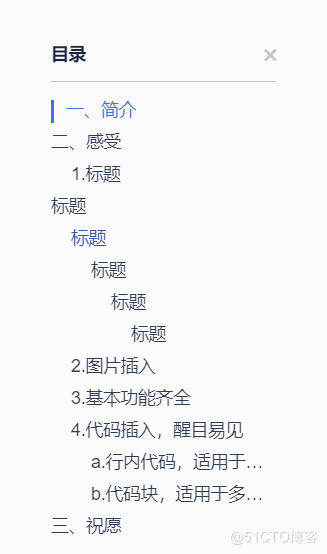 目录
一、简介
二、感受
1.标题
标题
标题
标题
标题
标题
2.图片插入
3.基本功能齐全
4.代码插入，醒目易见
a.行内代码，适用于…
b.代码块，适用于多…
三、祝愿
@51CTO博客